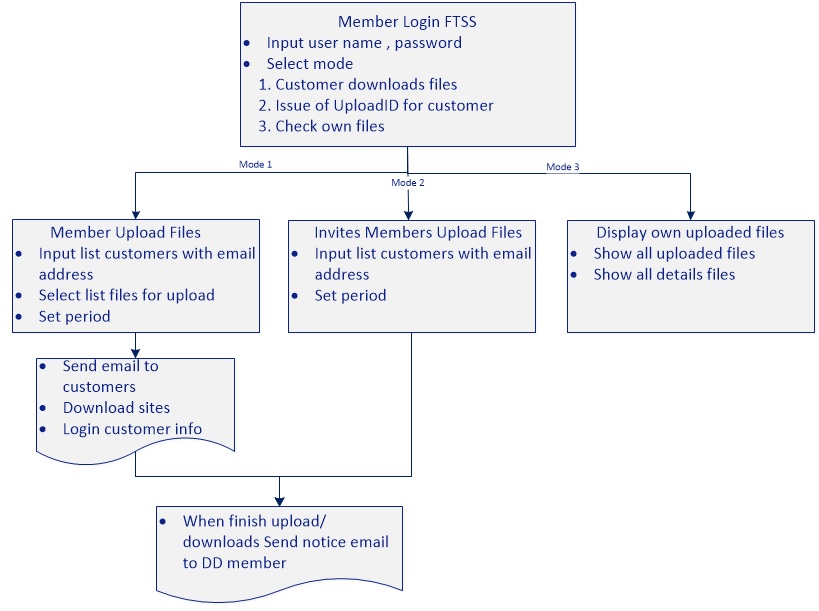 Member Login FTSS
• Input user name , password
• Select mode
1. Customer downloads files
2. Issue of UploadID for customer
3. Check own files
Mode 1
Mode 2
Mode 3
Member Upload Files
• Input list customers with email
address
• Select list files for upload
• Set period
Invites Members Upload Files
• Input list customers with email
address
• Set period
Display own uploaded files
• Show all uploaded files
• Show all details files
• Send email to
customers
• Download sites
• Login customer info
• When finish upload/
downloads Send notice email
to DD member